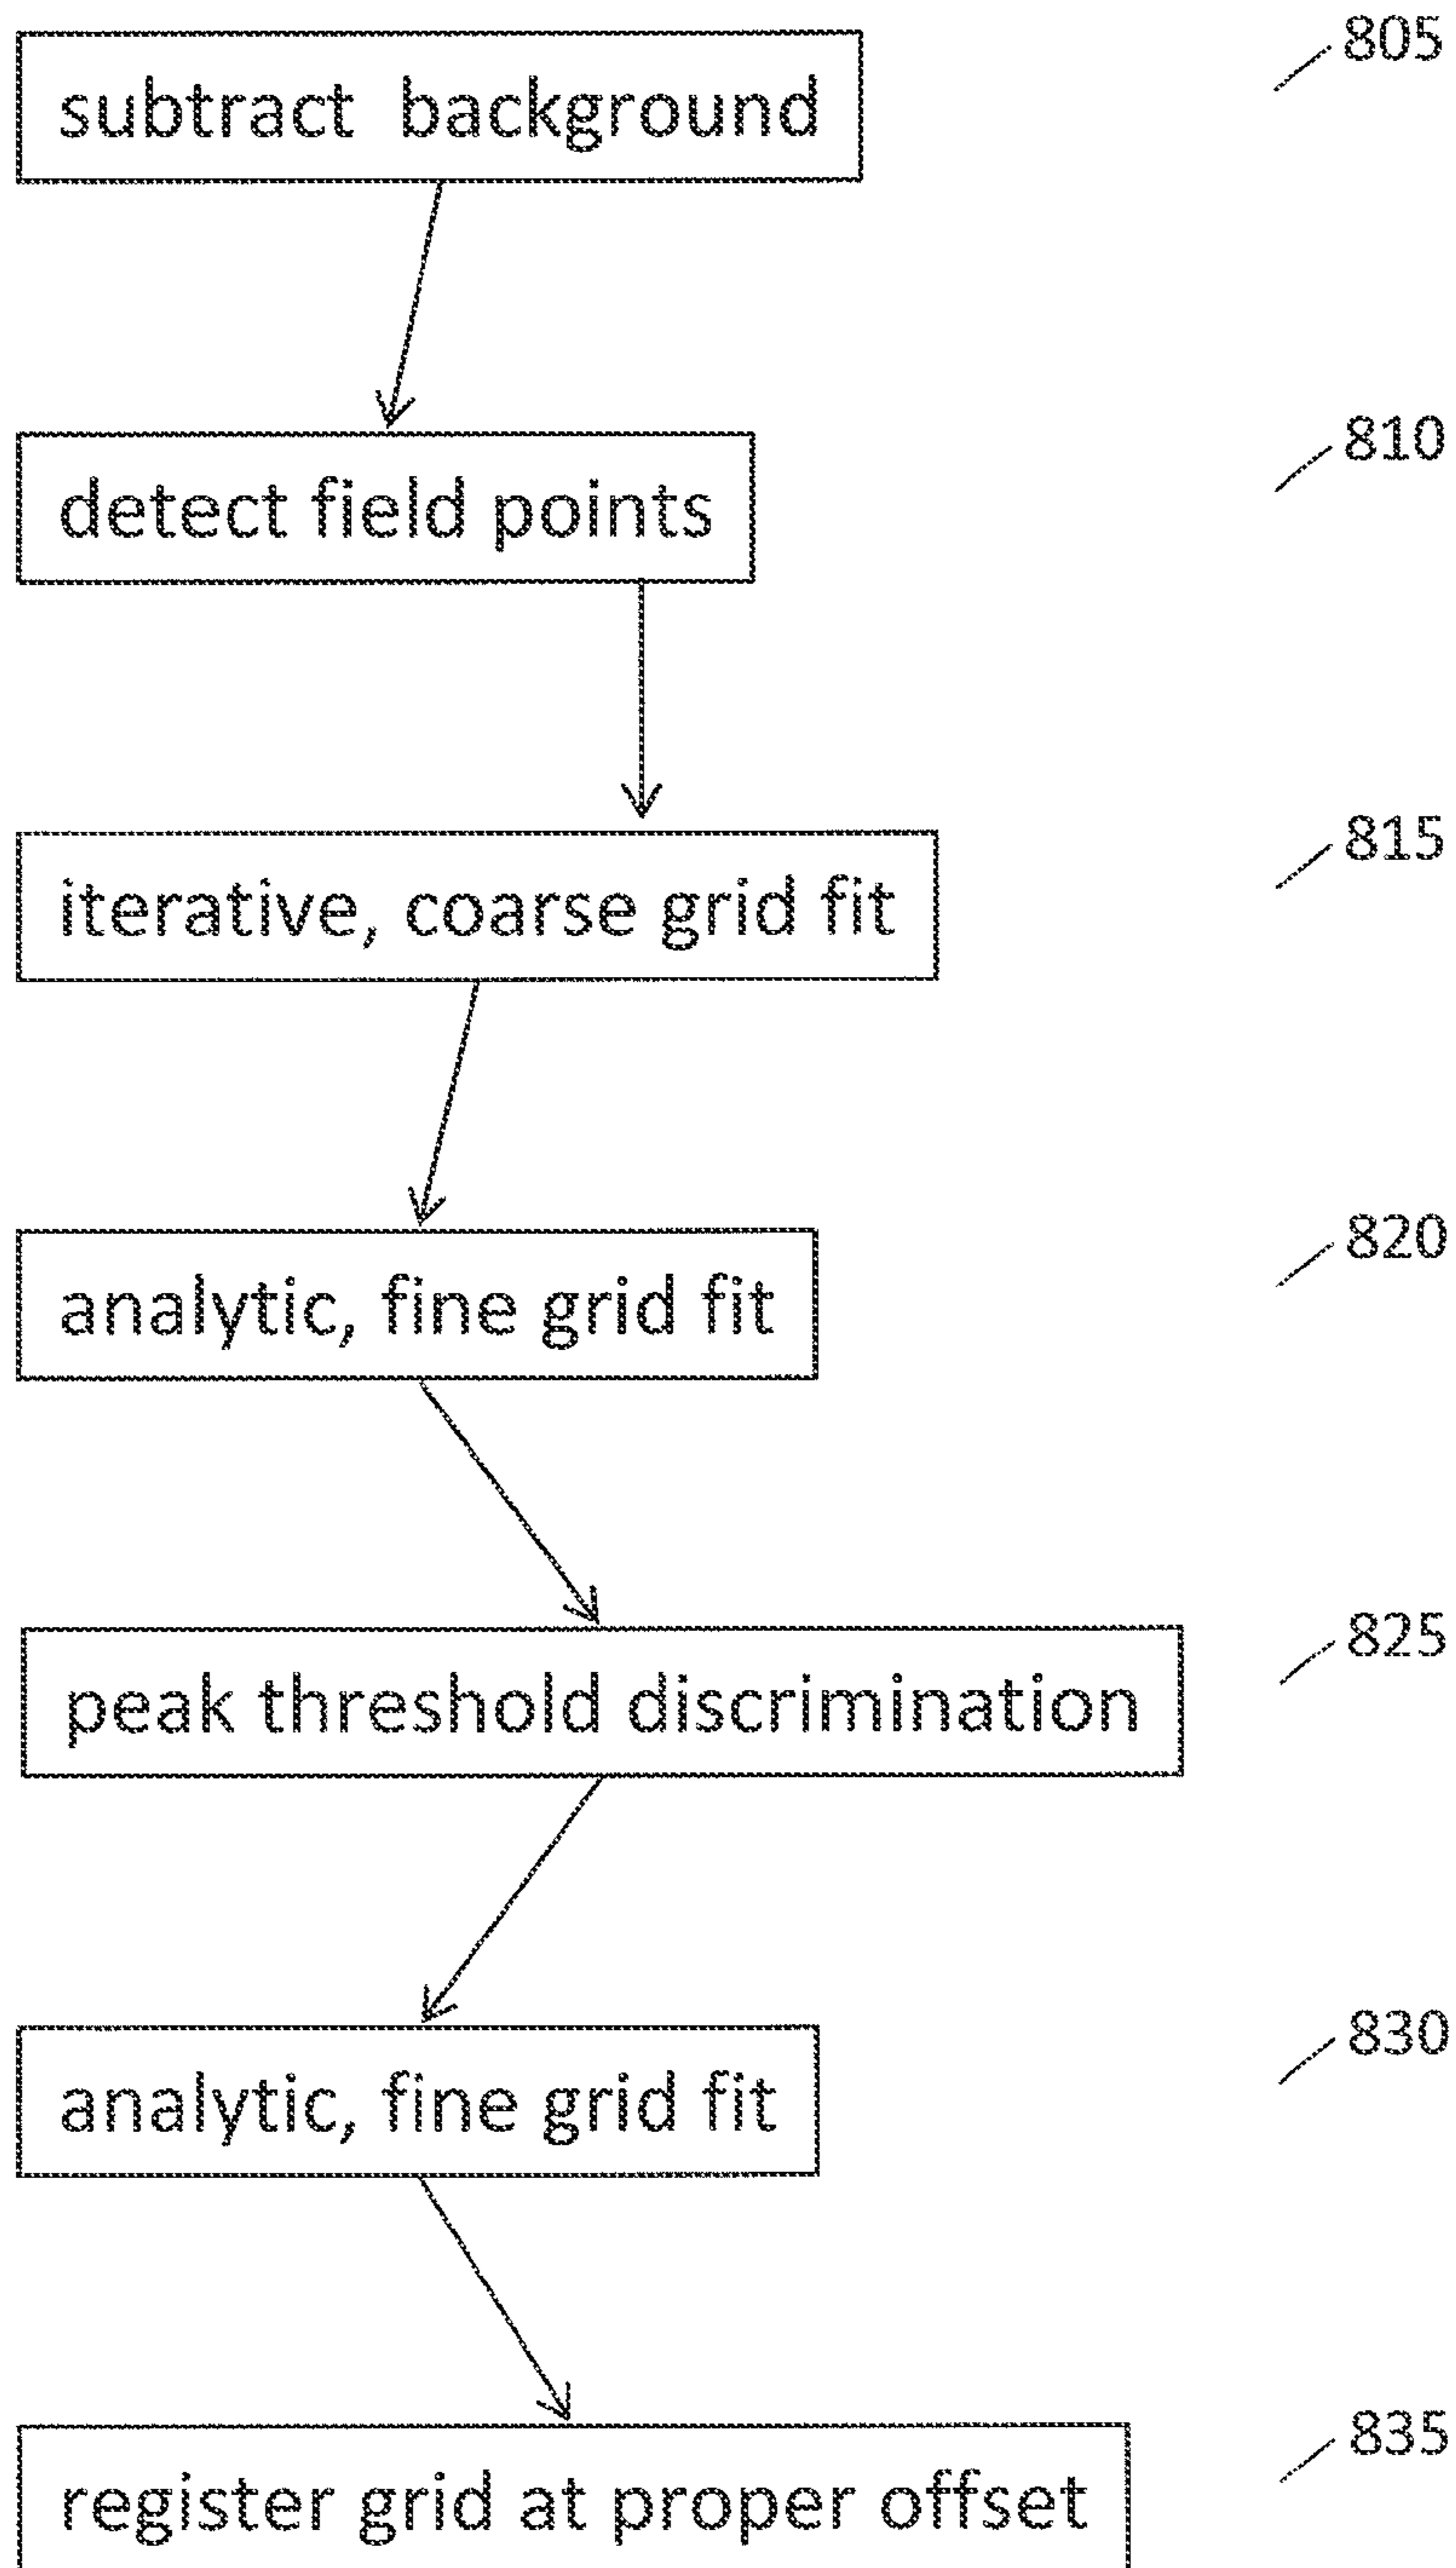 805
subtract background
810
detect field points
815
iterative, coarse grid fit
820
analytic, fine grid fit
825
peak threshold discrimination
830
analytic, fine grid fit
835
register grid at proper offset